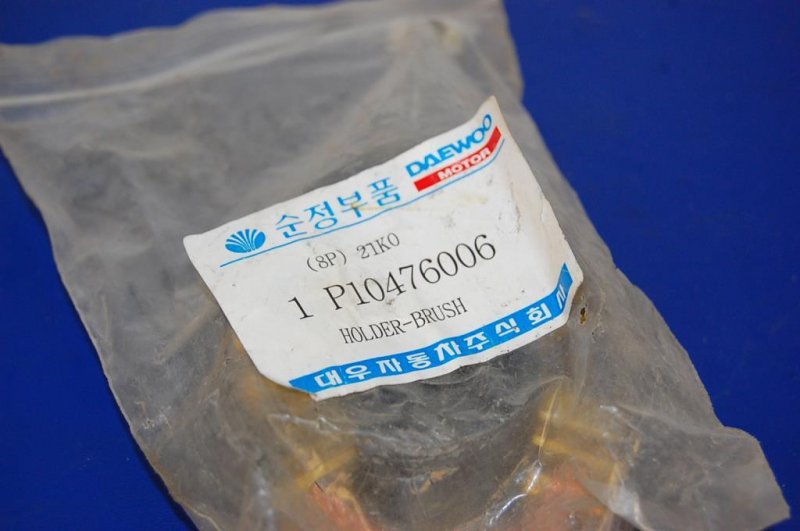 순정부품 DAEWOO
MOTOR
(8P) 21K0
1 P10476006
HOLDER-BRUSH
대우자동차주식회사